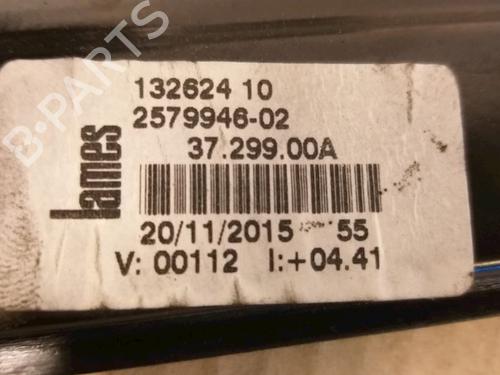 B-PARTS
132624 10
2579946-02
37.299.00A
lames
20/11/2015 55
V: 00112 I:+04.41